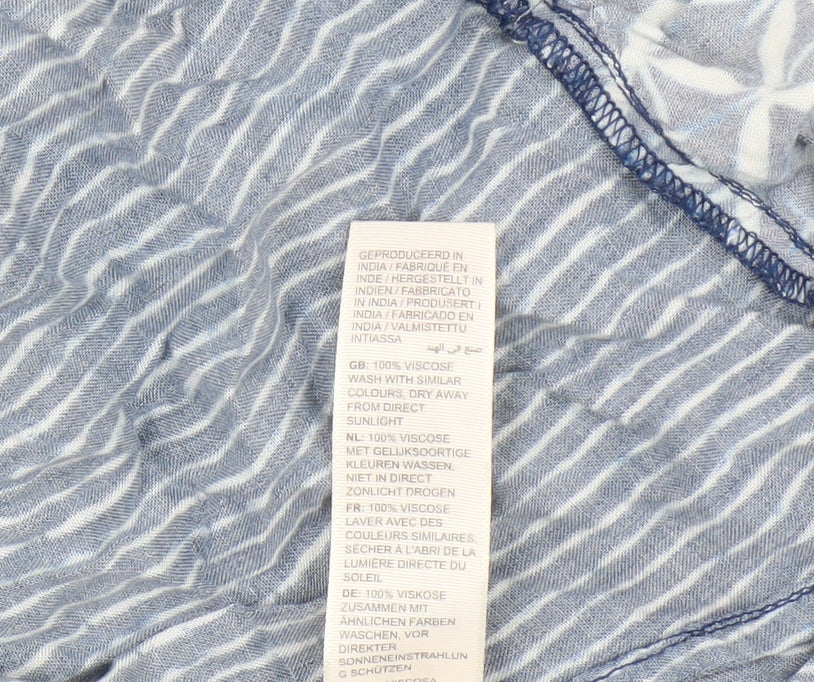 GEPRODUCEERD IN
INDIA / FABRIQUÉ EN
INDE / HERGESTELLT IN
INDIEN / FABBRICATO
IN INDIA / PRODUSERT I
INDIA / FABRICADO EN
INDIA / VALMISTETTU
INTIASSA
صنع في الهند
GB: 100% VISCOSE
WASH WITH SIMILAR
COLOURS, DRY AWAY
FROM DIRECT
SUNLIGHT
NL: 100% VISCOSE
MET GELIJKSOORTIGE
KLEUREN WASSEN,
NIET IN DIRECT
ZONLICHT DROGEN
FR: 100% VISCOSE
LAVER AVEC DES
COULEURS SIMILAIRES,
SÉCHER À L'ABRI DE LA
LUMIÈRE DIRECTE DU
SOLEIL
DE: 100% VISKOSE
ZUSAMMEN MIT
ÄHNLICHEN FARBEN
WASCHEN, VOR
DIREKTER
SONNENEINSTRAHLUN
G SCHÜTZEN